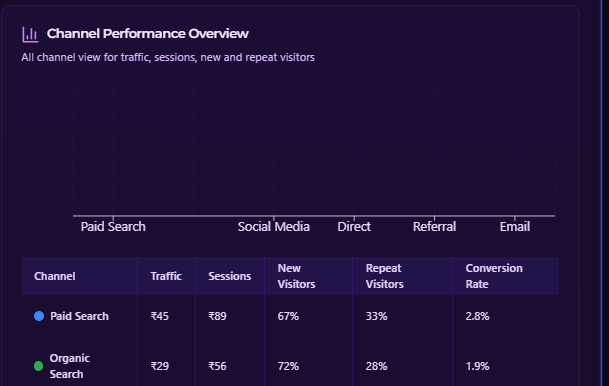 Channel Performance Overview
All channel view for traffic, sessions, new and repeat visitors
Paid Search Social Media Direct Referral Email
Channel Traffic Sessions New Visitors Repeat Visitors Conversion Rate
Paid Search ₹45 ₹89 67% 33% 2.8%
Organic Search ₹29 ₹56 72% 28% 1.9%